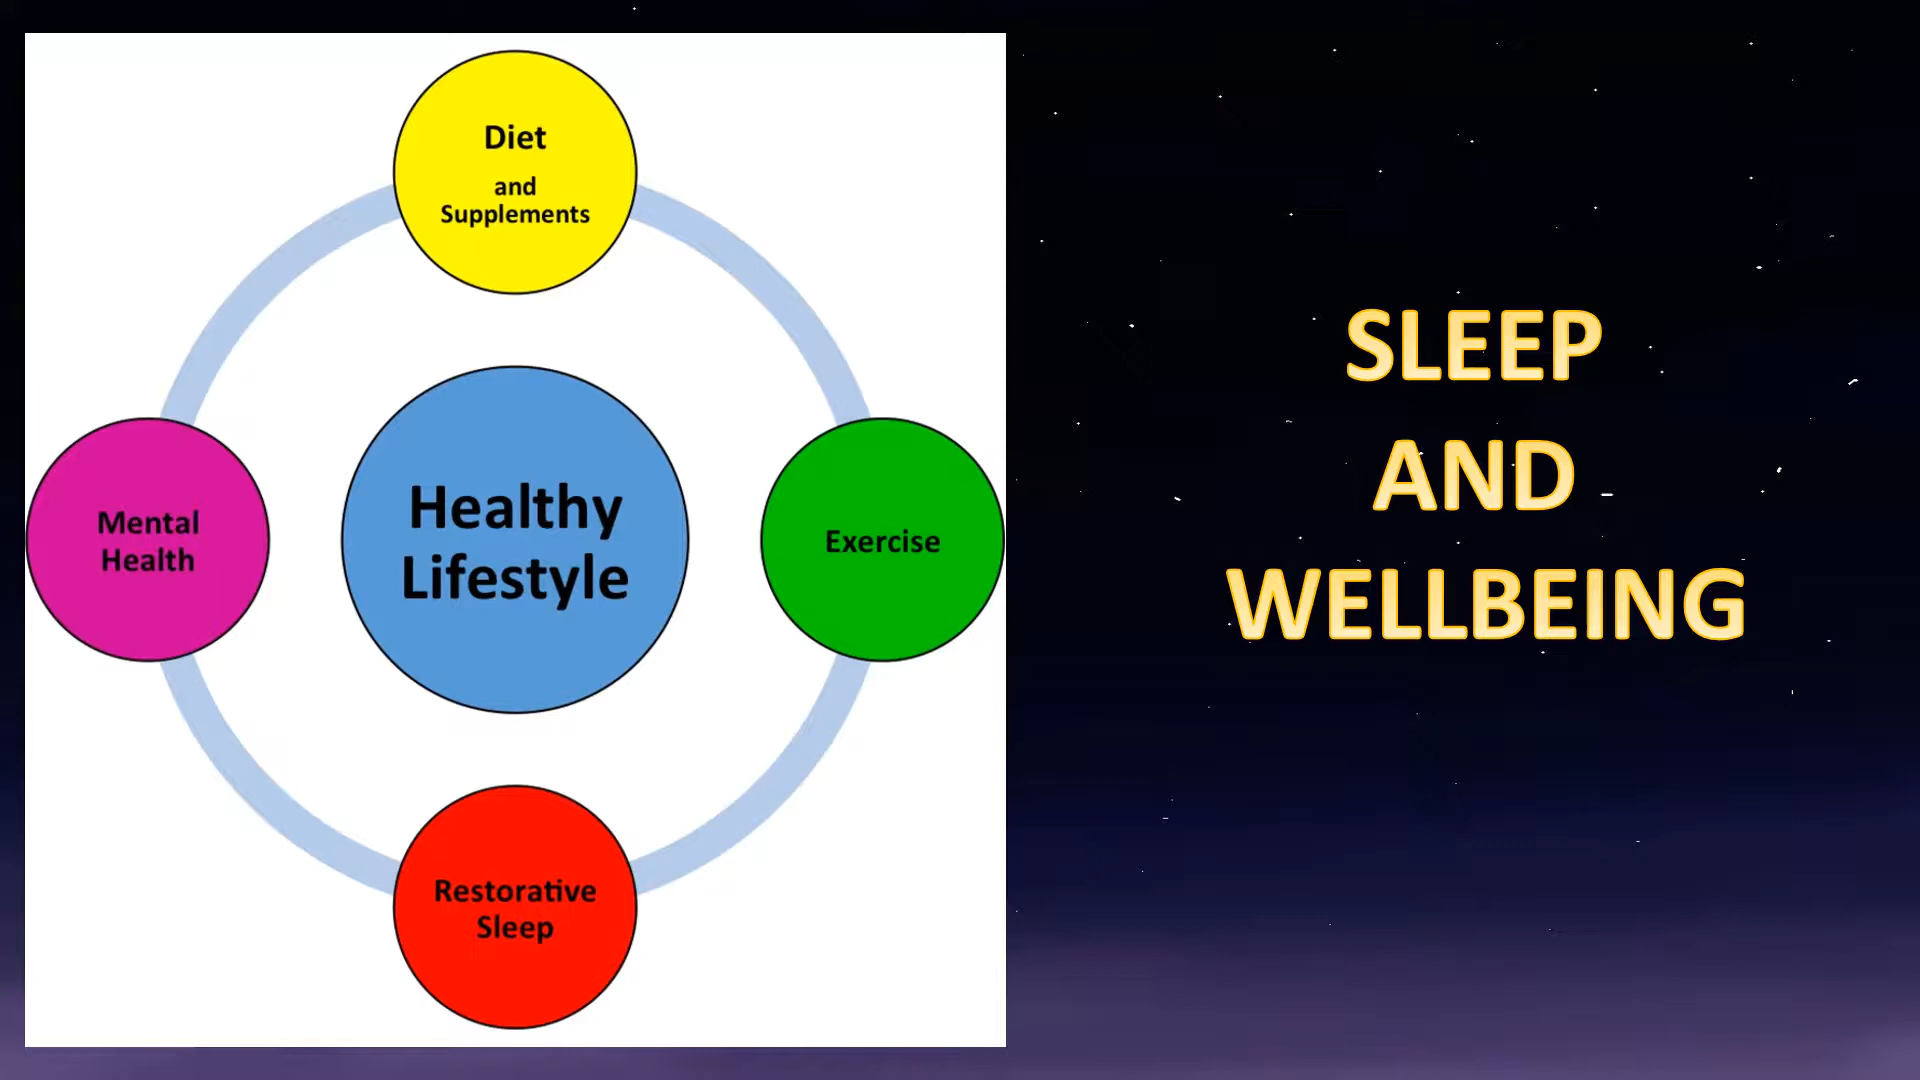 Diet
and
Supplements
Mental
Health
Healthy
Lifestyle
Exercise
Restorative
Sleep
SLEEP
AND
WELLBEING